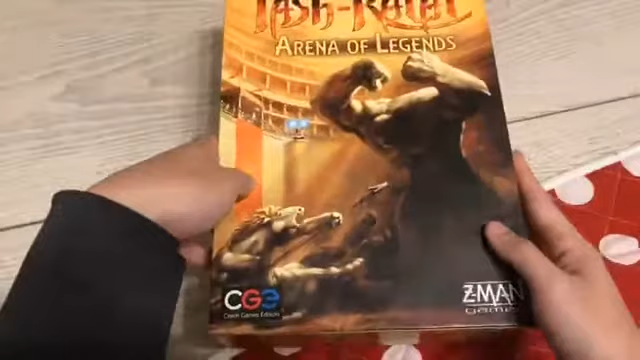 TASH-KALAR
ARENA OF LEGENDS
CGE
Czech Games Edition
Z-MAN
games